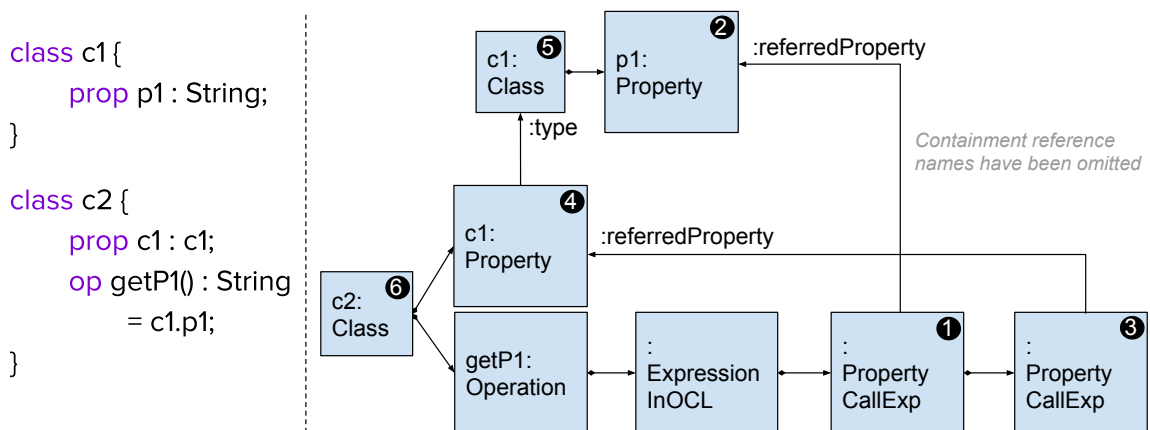 class c1 {
prop p1 : String;
}
class c2 {
prop c1 : c1;
op getP1() : String
= c1.p1;
}
5
c1:
Class
2
p1:
Property
:referredProperty
:type
Containment reference
names have been omitted
4
c1:
Property
:referredProperty
6
c2:
Class
getP1:
Operation
:
Expression
InOCL
1
:
Property
CallExp
3
:
Property
CallExp